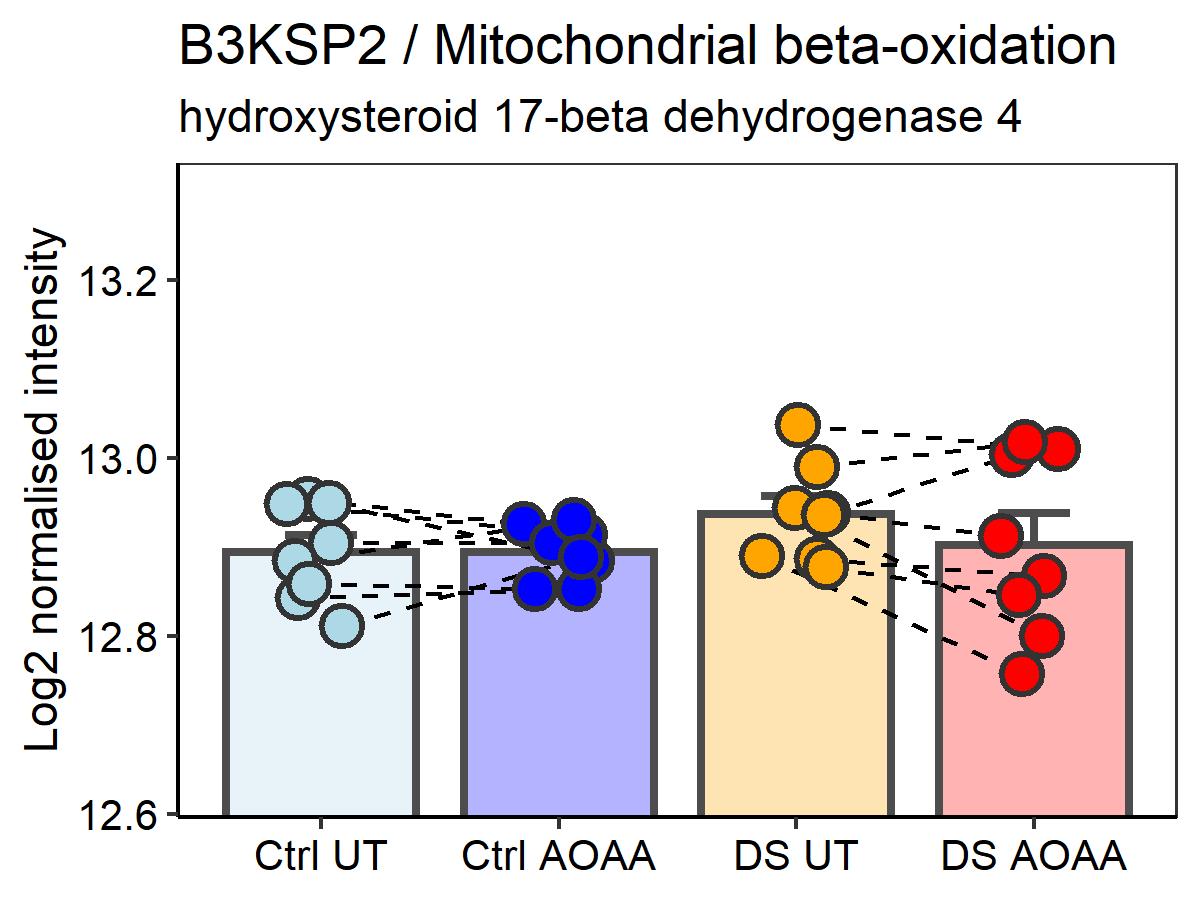 B3KSP2 / Mitochondrial beta-oxidation
hydroxysteroid 17-beta dehydrogenase 4
Log2 normalised intensity
13.2
13.0
12.8
12.6
Ctrl UT
Ctrl AOAA
DS UT
DS AOAA